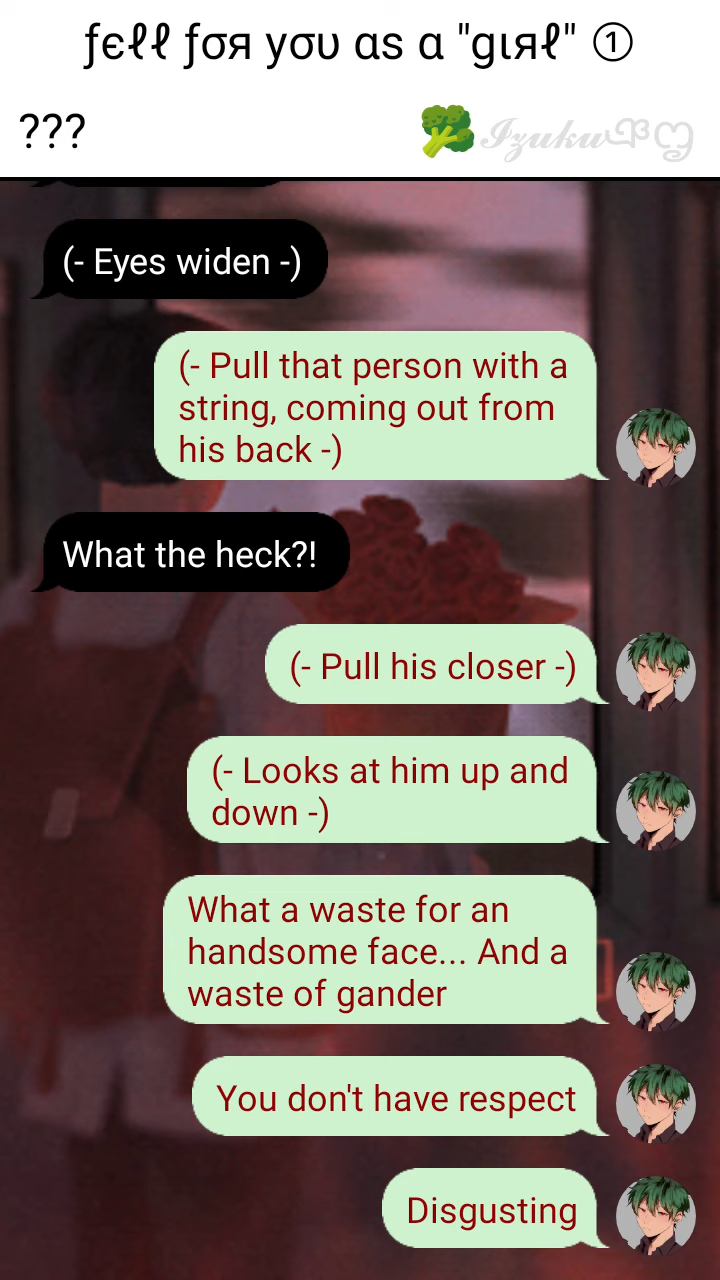 ƒєℓℓ ƒσя уσυ αѕ α "gιяℓ" ①
???
🥦𝓘𝔃𝓾𝓴𝓾
(- Eyes widen -)
(- Pull that person with a
string, coming out from
his back -)
What the heck?!
(- Pull his closer -)
(- Looks at him up and
down -)
What a waste for an
handsome face... And a
waste of gander
You don't have respect
Disgusting